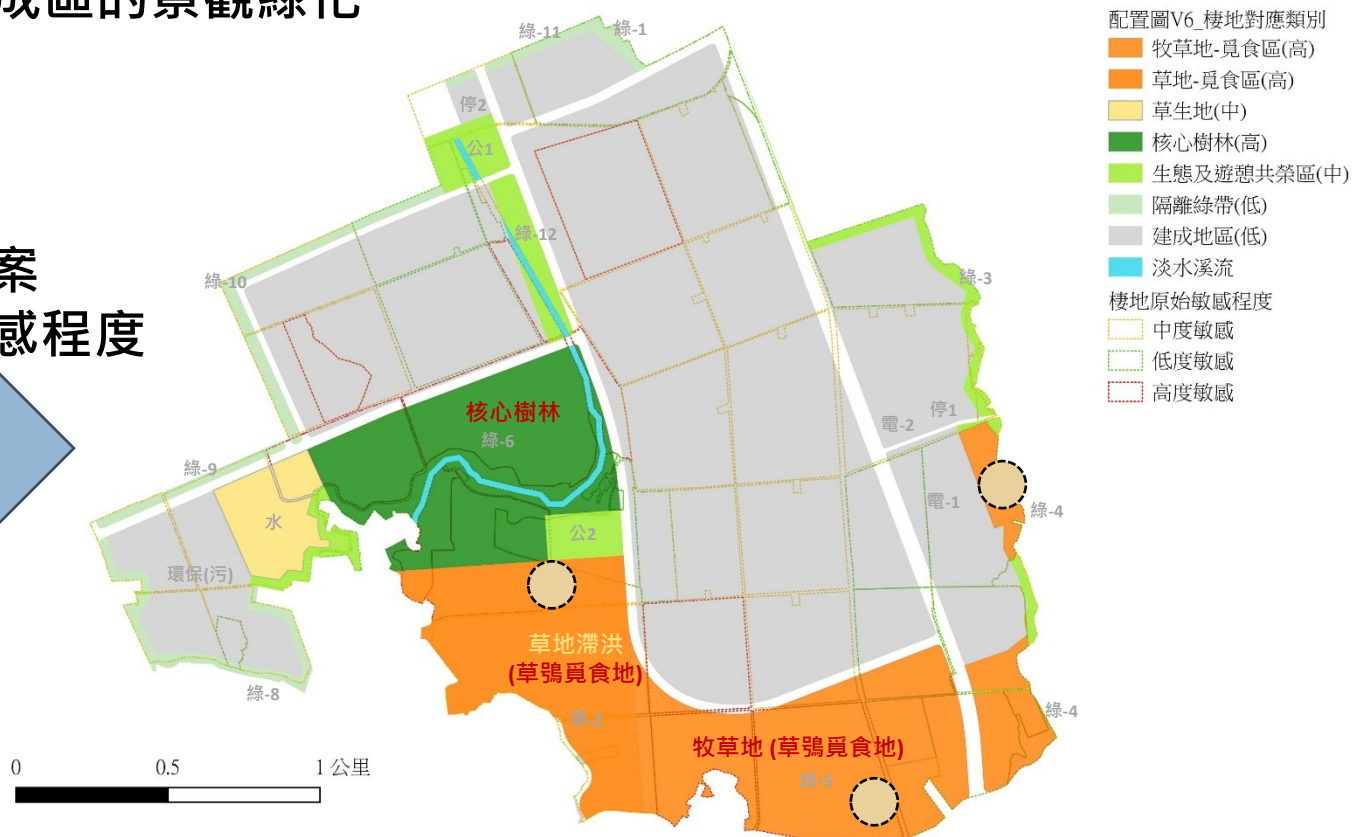 成區的景觀綠化
案
感程度
配置圖V6_棲地對應類別
牧草地-覓食區(高)
草地-覓食區(高)
草生地(中)
核心樹林(高)
生態及遊憩共榮區(中)
隔離綠帶(低)
建成地區(低)
淡水溪流
棲地原始敏感程度
中度敏感
低度敏感
高度敏感
綠-11
綠-1
停2
公1
綠-12
綠-10
綠-3
核心樹林
綠-6
停1
電-2
綠-9
電-1
綠-4
水
公2
環保(污)
草地滯洪
(草鴞覓食地)
綠-8
滯-2
綠-4
牧草地 (草鴞覓食地)
綠-5
0 0.5 1 公里